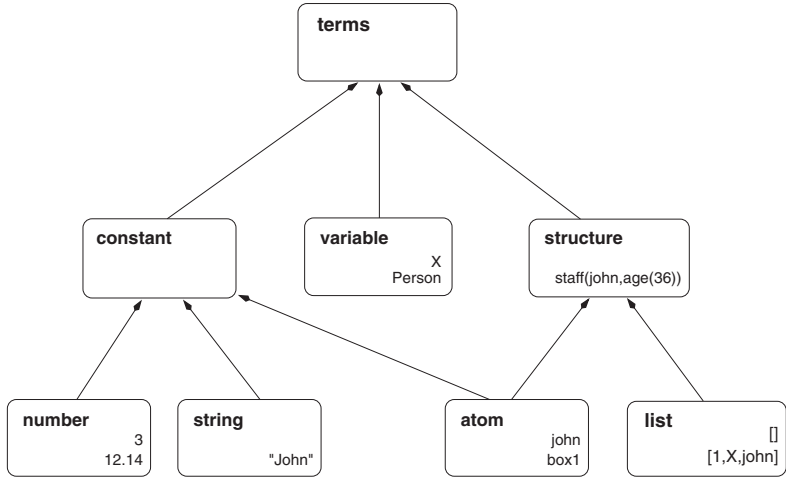 terms
constant
variable
X
Person
structure
staff(john,age(36))
number
3
12.14
string
"John"
atom
john
box1
list
[]
[1,X,john]